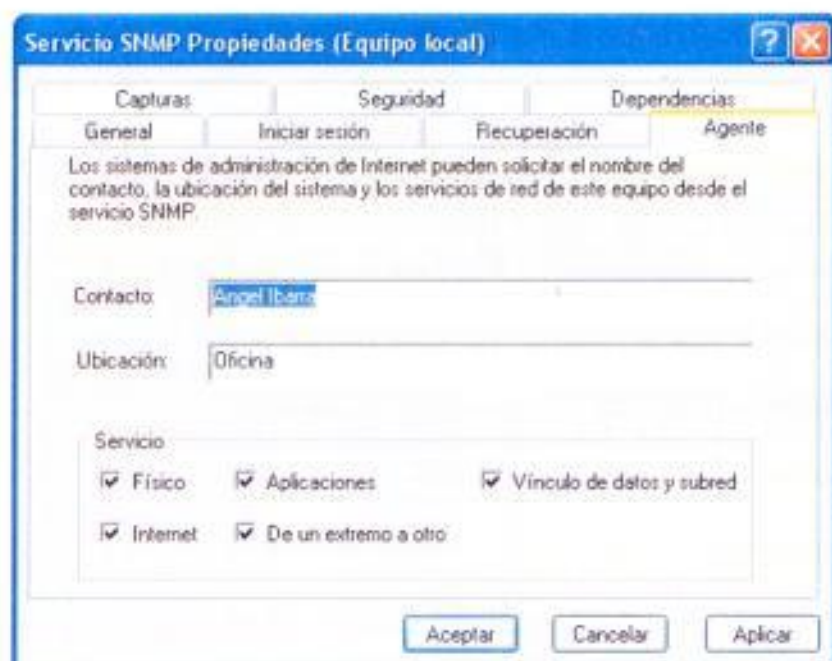 Servicio SNMP Propiedades (Equipo local)
Capturas Seguridad Dependencias
General Iniciar sesión Recuperación Agente
Los sistemas de administración de Internet pueden solicitar el nombre del
contacto, la ubicación del sistema y los servicios de red de este equipo desde el
servicio SNMP.
Contacto: Angel Ibarra
Ubicación: Oficina
Servicio
Físico Aplicaciones Vínculo de datos y subred
Internet De un extremo a otro
Aceptar Cancelar Aplicar